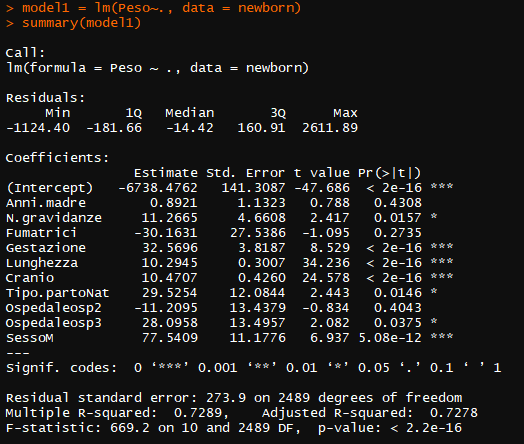 > model1 = lm(Peso~., data = newborn)
> summary(model1)
Call:
lm(formula = Peso ~ ., data = newborn)
Residuals:
     Min       1Q   Median       3Q      Max
-1124.40  -181.66   -14.42   160.91  2611.89
Coefficients:
                Estimate Std. Error t value Pr(>|t|)
(Intercept)   -6738.4762   141.3087 -47.686  < 2e-16 ***
Anni.madre        0.8921     1.1323   0.788   0.4308
N.gravidanze     11.2665     4.6608   2.417   0.0157 *
Fumatrici       -30.1631    27.5386  -1.095   0.2735
Gestazione       32.5696     3.8187   8.529  < 2e-16 ***
Lunghezza        10.2945     0.3007  34.236  < 2e-16 ***
Cranio           10.4707     0.4260  24.578  < 2e-16 ***
Tipo.partoNat    29.5254    12.0844   2.443   0.0146 *
Ospedaleosp2    -11.2095    13.4379  -0.834   0.4043
Ospedaleosp3     28.0958    13.4957   2.082   0.0375 *
SessoM           77.5409    11.1776   6.937 5.08e-12 ***
---
Signif. codes:  0 ‘***’ 0.001 ‘**’ 0.01 ‘*’ 0.05 ‘.’ 0.1 ‘ ’ 1
Residual standard error: 273.9 on 2489 degrees of freedom
Multiple R-squared:  0.7289,    Adjusted R-squared:  0.7278
F-statistic: 669.2 on 10 and 2489 DF,  p-value: < 2.2e-16